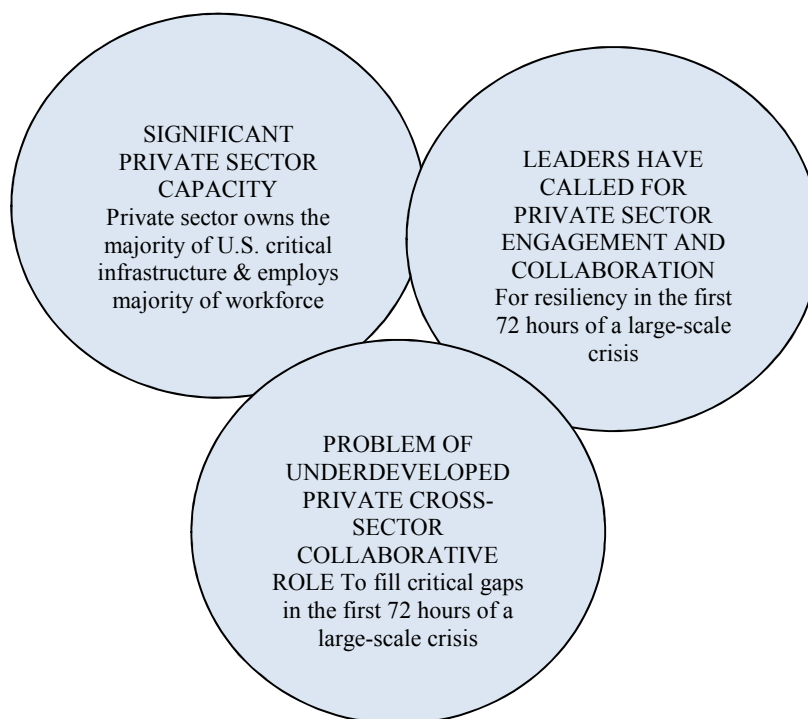 SIGNIFICANT
PRIVATE SECTOR
CAPACITY
Private sector owns the
majority of U.S. critical
infrastructure & employs
majority of workforce
LEADERS HAVE
CALLED FOR
PRIVATE SECTOR
ENGAGEMENT AND
COLLABORATION
For resiliency in the first
72 hours of a large-scale
crisis
PROBLEM OF
UNDERDEVELOPED
PRIVATE CROSS-
SECTOR
COLLABORATIVE
ROLE To fill critical gaps
in the first 72 hours of a
large-scale crisis